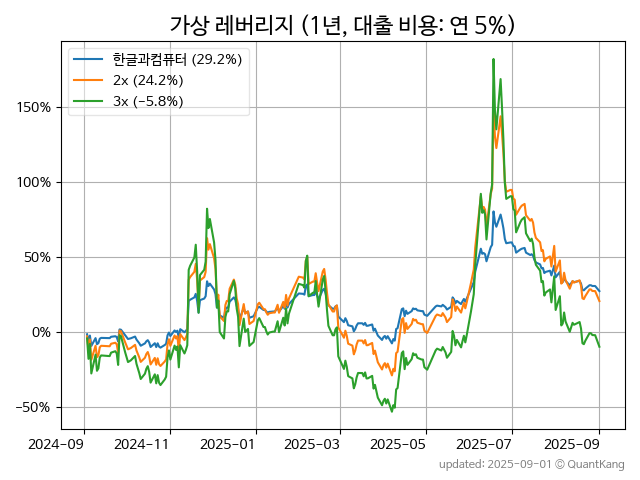 가상 레버리지 (1년, 대출 비용: 연 5%)
한글과컴퓨터 (29.2%)
2x (24.2%)
3x (−5.8%)
150%
100%
50%
0%
−50%
2024-09 2024-11 2025-01 2025-03 2025-05 2025-07 2025-09
updated: 2025-09-01 © QuantKang